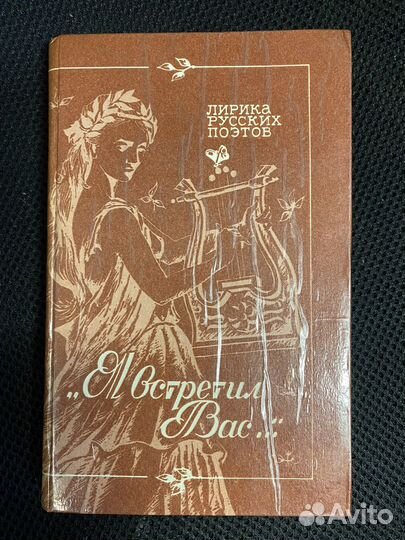 ЛИРИКА
РУССКИХ
ПОЭТОВ
„Я встретил
Вас...“
Avito